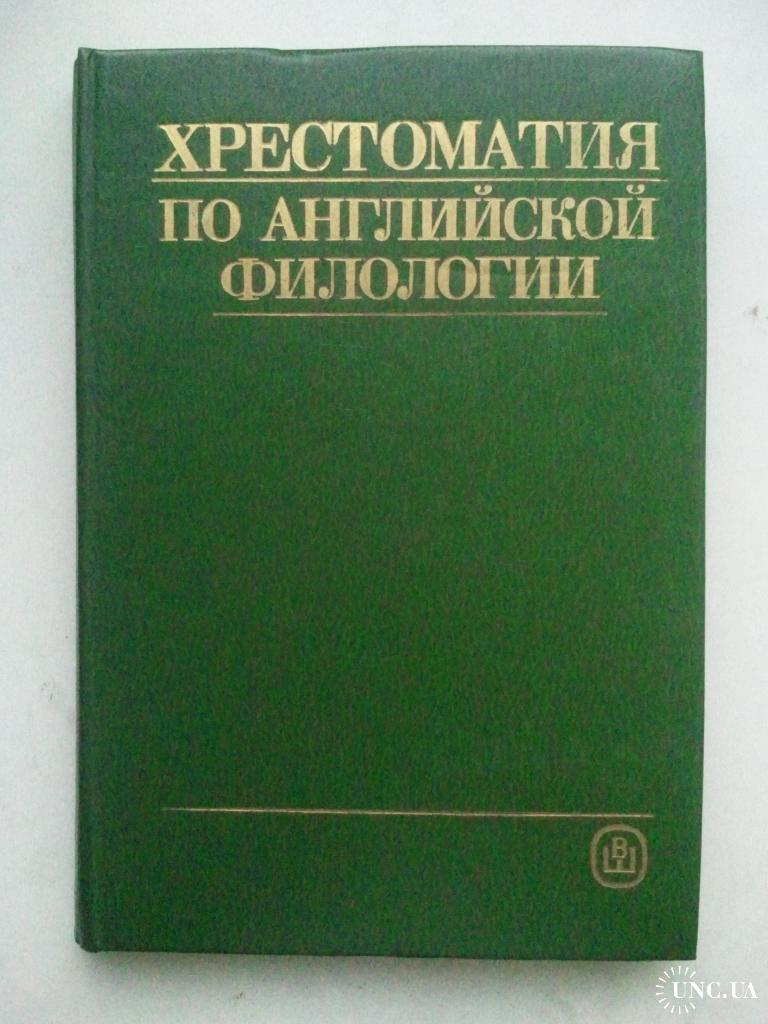 ХРЕСТОМАТИЯ
ПО АНГЛИЙСКОЙ
ФИЛОЛОГИИ
ВШ
UNC.UA